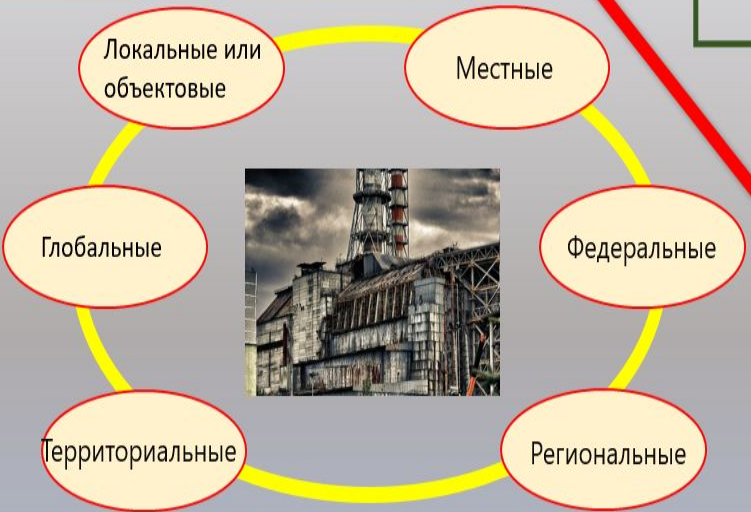 Локальные или
объектовые
Местные
Глобальные
Федеральные
Территориальные
Региональные